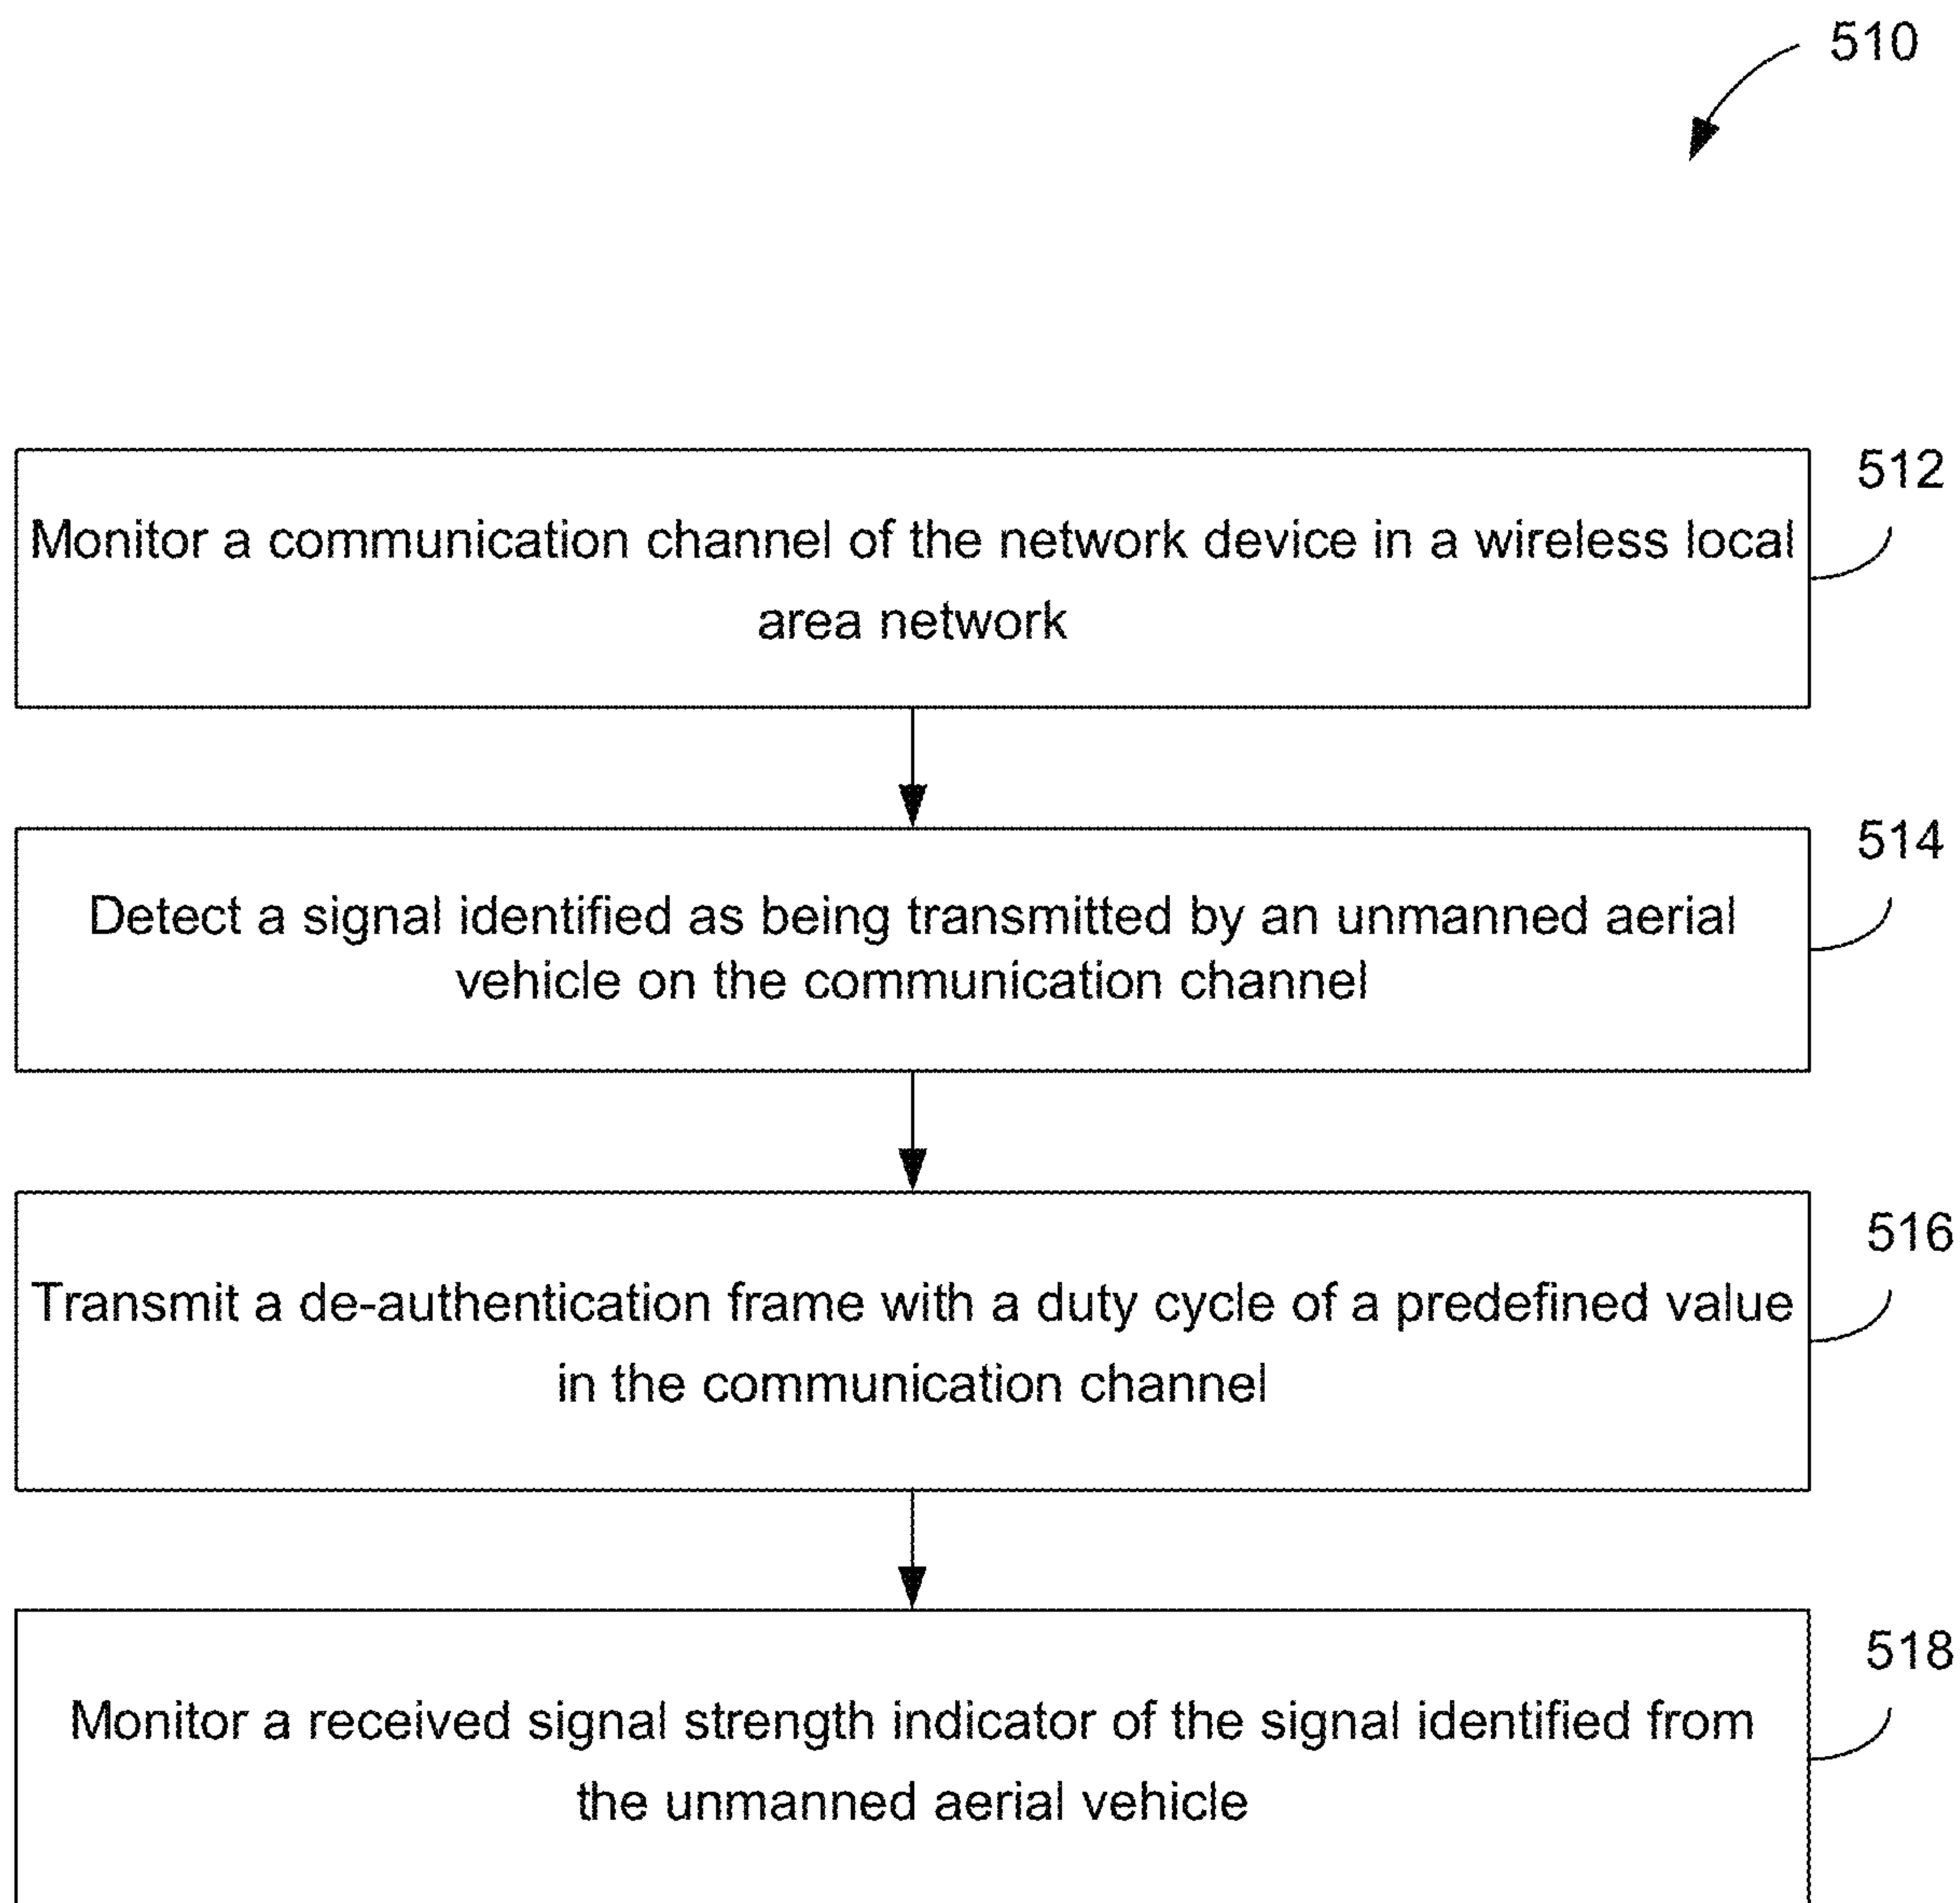 510
512
Monitor a communication channel of the network device in a wireless local
area network
514
Detect a signal identified as being transmitted by an unmanned aerial
vehicle on the communication channel
516
Transmit a de-authentication frame with a duty cycle of a predefined value
in the communication channel
518
Monitor a received signal strength indicator of the signal identified from
the unmanned aerial vehicle